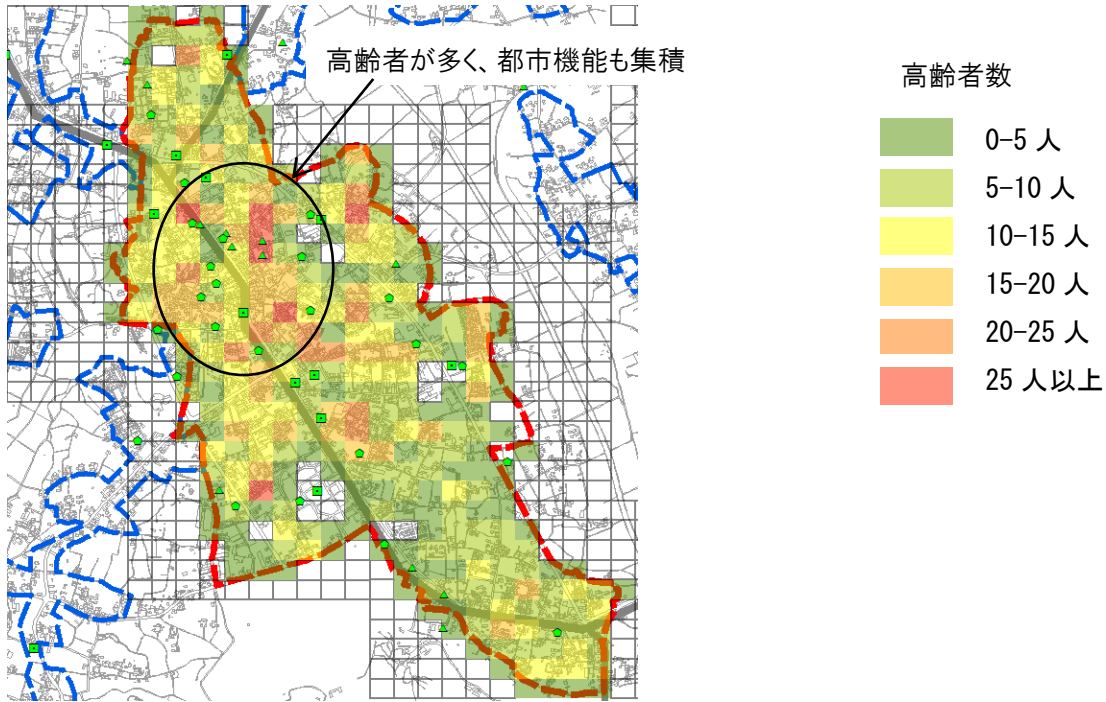 高齢者が多く、都市機能も集積
高齢者数
0-5 人
5-10 人
10-15 人
15-20 人
20-25 人
25 人以上